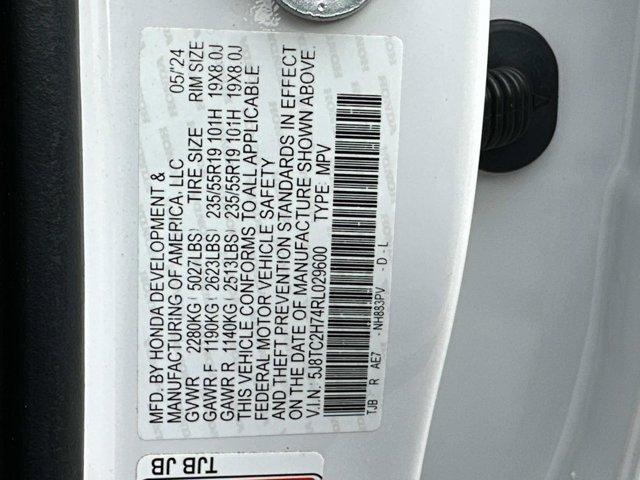 MFD. BY HONDA DEVELOPMENT & 05/'24
MANUFACTURING OF AMERICA, LLC
TIRE SIZE RIM SIZE
GVWR 2280KG ( 5027LBS)
GAWR F 1190KG ( 2623LBS) 235/55R19 101H 19X8.0J
GAWR R 1140KG ( 2513LBS) 235/55R19 101H 19X8.0J
THIS VEHICLE CONFORMS TO ALL APPLICABLE
FEDERAL MOTOR VEHICLE SAFETY
AND THEFT PREVENTION STANDARDS IN EFFECT
ON THE DATE OF MANUFACTURE SHOWN ABOVE.
V.I.N: 5J8TC2H74RL029600 TYPE: MPV
TJB R AE7 - NH883PV - D - L
TJB JB